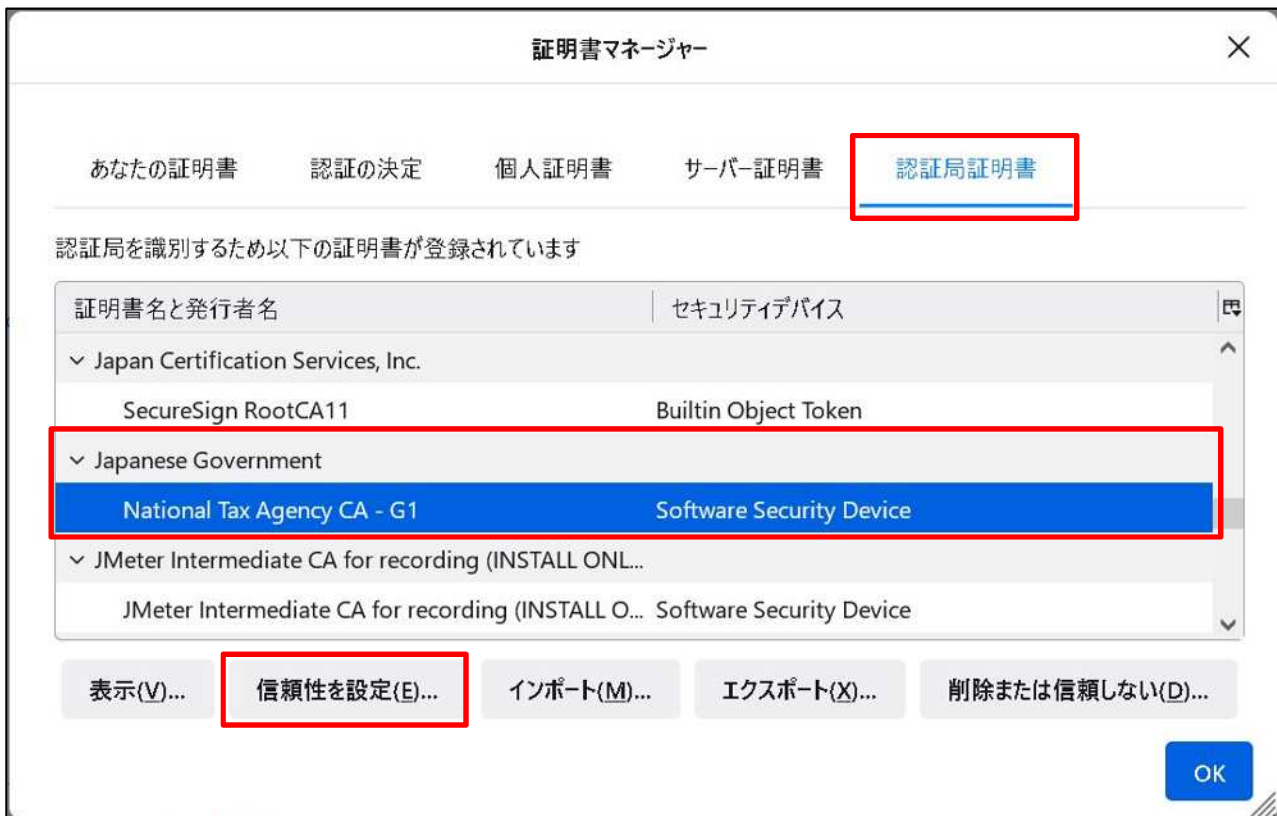 証明書マネージャー
あなたの証明書 認証の決定 個人証明書 サーバー証明書 認証局証明書
認証局を識別するため以下の証明書が登録されています
証明書名と発行者名 セキュリティデバイス
Japan Certification Services, Inc.
SecureSign RootCA11 Builtin Object Token
Japanese Government
National Tax Agency CA - G1 Software Security Device
JMeter Intermediate CA for recording (INSTALL ONL...
JMeter Intermediate CA for recording (INSTALL O... Software Security Device
表示(V)... 信頼性を設定(E)... インポート(M)... エクスポート(X)... 削除または信頼しない(D)...
OK